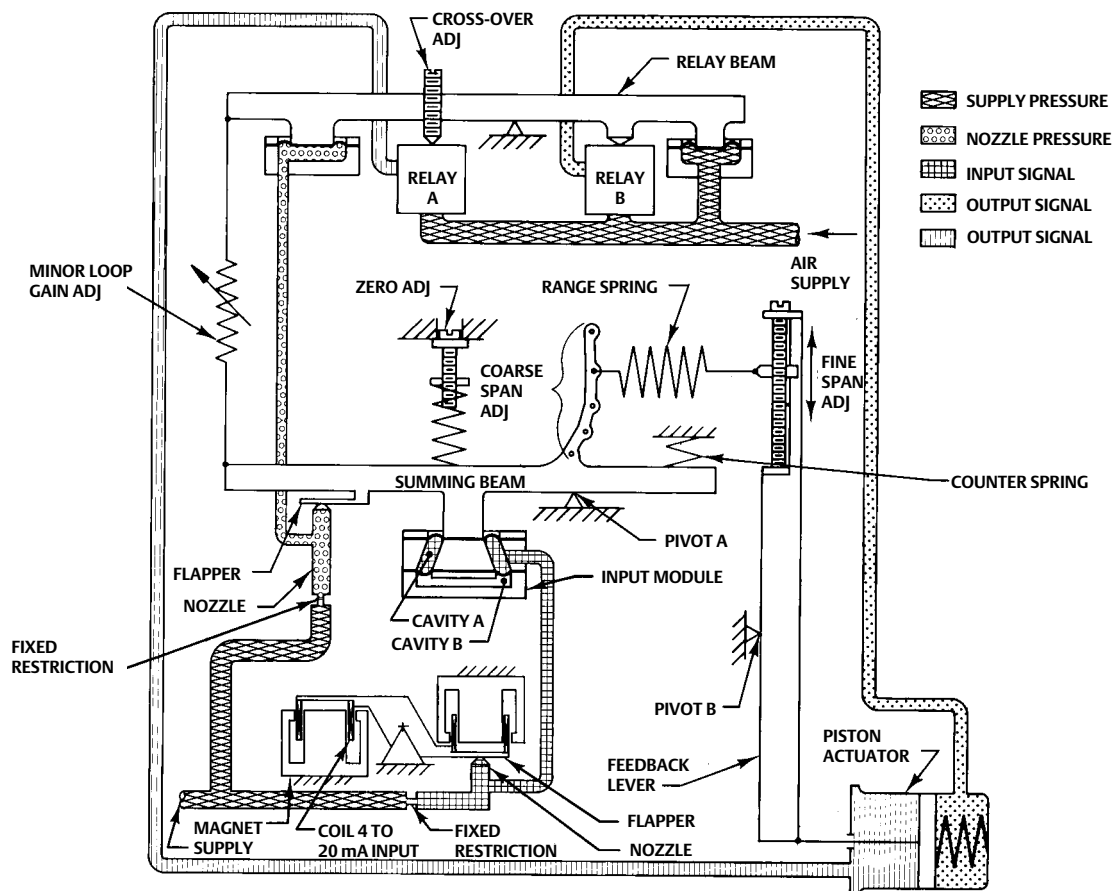 CROSS-OVER
ADJ
RELAY BEAM
SUPPLY PRESSURE
NOZZLE PRESSURE
INPUT SIGNAL
OUTPUT SIGNAL
OUTPUT SIGNAL
RELAY
A
RELAY
B
AIR
SUPPLY
MINOR LOOP
GAIN ADJ
ZERO ADJ
RANGE SPRING
COARSE
SPAN
ADJ
FINE
SPAN
ADJ
SUMMING BEAM
COUNTER SPRING
PIVOT A
FLAPPER
INPUT MODULE
NOZZLE
CAVITY A
CAVITY B
FIXED
RESTRICTION
PIVOT B
PISTON
ACTUATOR
FEEDBACK
LEVER
MAGNET
SUPPLY
COIL 4 TO
20 mA INPUT
FIXED
RESTRICTION
FLAPPER
NOZZLE